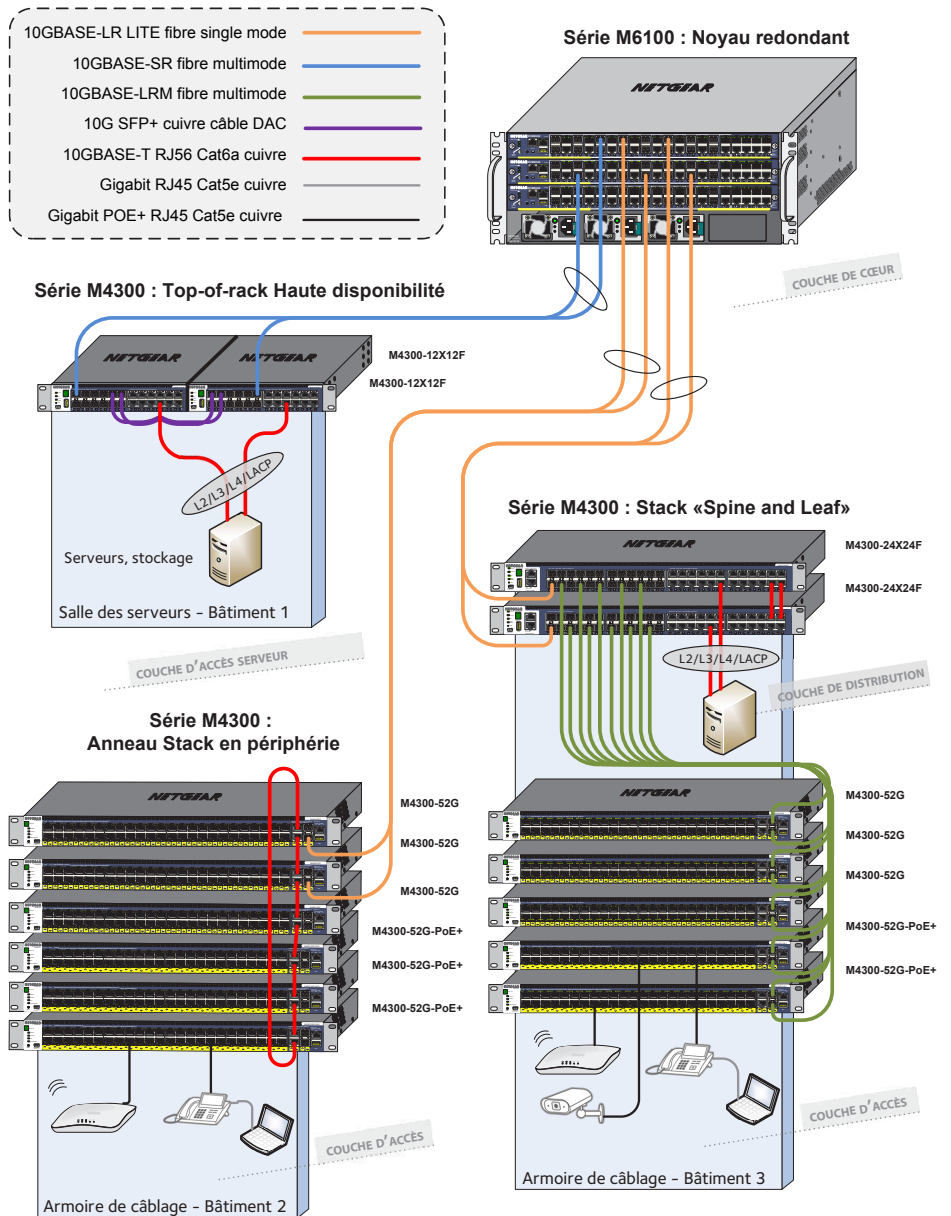 10GBASE-LR LITE fibre single mode
10GBASE-SR fibre multimode
10GBASE-LRM fibre multimode
10G SFP+ cuivre câble DAC
10GBASE-T RJ56 Cat6a cuivre
Gigabit RJ45 Cat5e cuivre
Gigabit POE+ RJ45 Cat5e cuivre
Série M6100 : Noyau redondant
NETGEAR
COUCHE DE CŒUR
Série M4300 : Top-of-rack Haute disponibilité
NETGEAR
NETGEAR
M4300-12X12F
M4300-12X12F
L2/L3/L4/LACP
Serveurs, stockage
Salle des serveurs – Bâtiment 1
COUCHE D'ACCÈS SERVEUR
Série M4300 : Stack «Spine and Leaf»
NETGEAR
M4300-24X24F
M4300-24X24F
L2/L3/L4/LACP
COUCHE DE DISTRIBUTION
Série M4300 :
Anneau Stack en périphérie
NETGEAR
M4300-52G
M4300-52G
M4300-52G
M4300-52G-PoE+
M4300-52G-PoE+
M4300-52G-PoE+
COUCHE D'ACCÈS
Armoire de câblage – Bâtiment 2
NETGEAR
M4300-52G
M4300-52G
M4300-52G
M4300-52G-PoE+
M4300-52G-PoE+
COUCHE D'ACCÈS
Armoire de câblage – Bâtiment 3